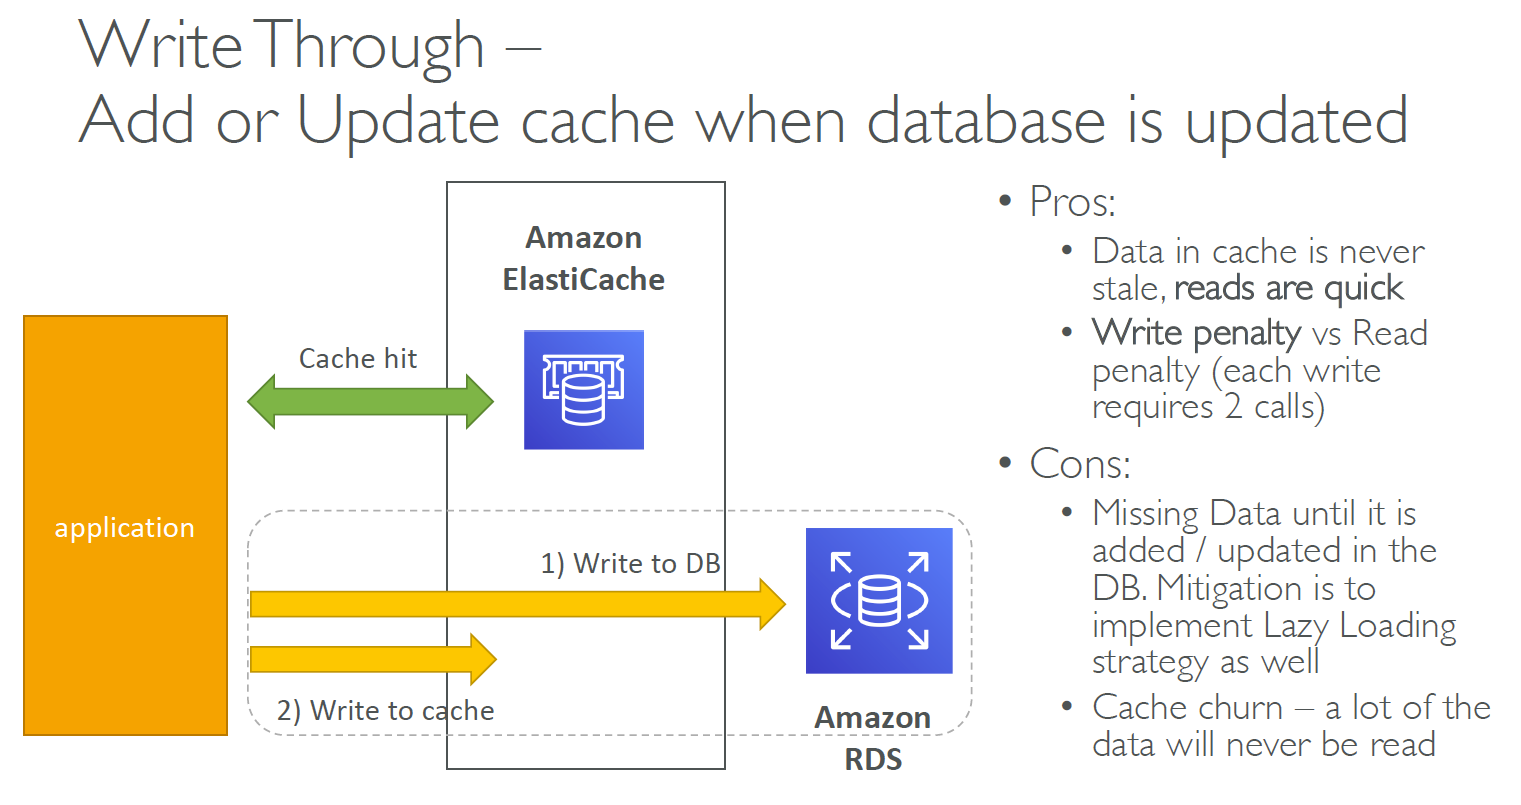 Write Through –
Add or Update cache when database is updated
Amazon
ElastiCache
Cache hit
application
1) Write to DB
2) Write to cache
Amazon
RDS
• Pros:
• Data in cache is never
stale, reads are quick
• Write penalty vs Read
penalty (each write
requires 2 calls)
• Cons:
• Missing Data until it is
added / updated in the
DB. Mitigation is to
implement Lazy Loading
strategy as well
• Cache churn – a lot of the
data will never be read